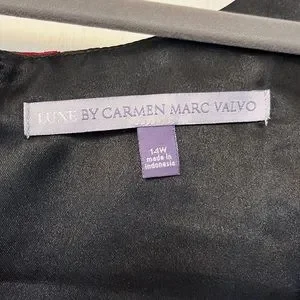 LUXE BY CARMEN MARC VALVO
14W
made in
Indonesia